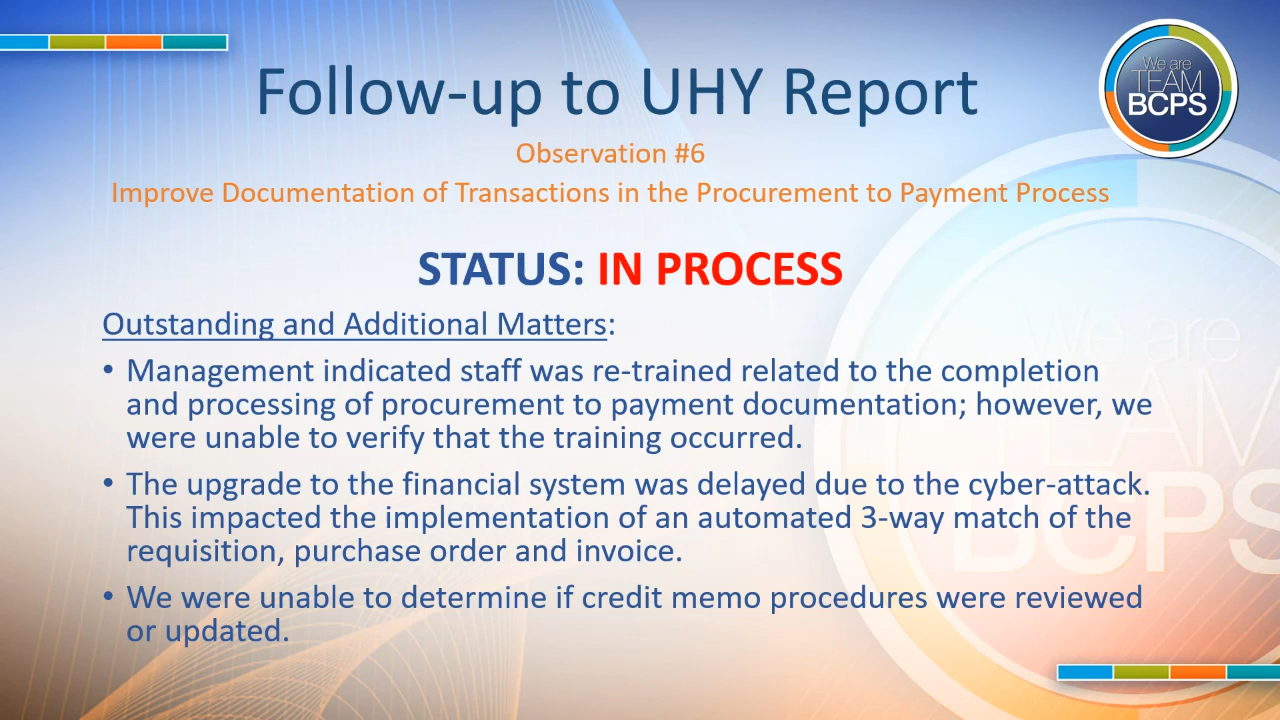 We are
TEAM
BCPS
Follow-up to UHY Report
Observation #6
Improve Documentation of Transactions in the Procurement to Payment Process
STATUS: IN PROCESS
Outstanding and Additional Matters:
• Management indicated staff was re-trained related to the completion
and processing of procurement to payment documentation; however, we
were unable to verify that the training occurred.
• The upgrade to the financial system was delayed due to the cyber-attack.
This impacted the implementation of an automated 3-way match of the
requisition, purchase order and invoice.
• We were unable to determine if credit memo procedures were reviewed
or updated.
We are
TEAM
BCPS